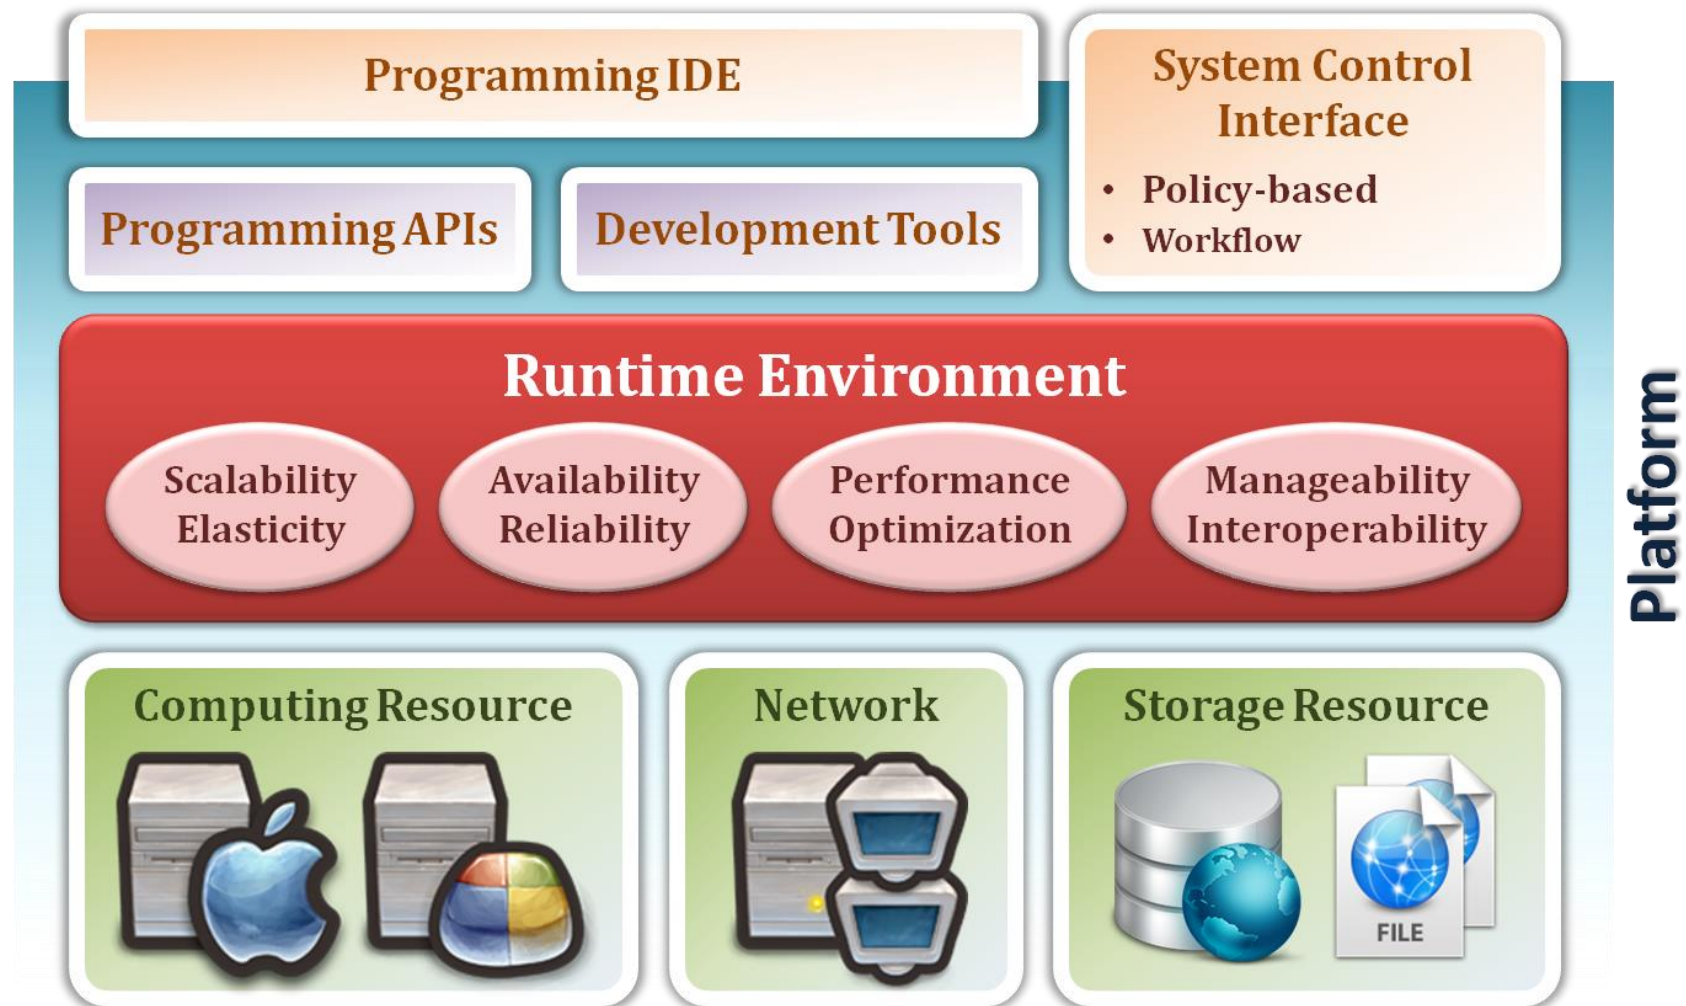 Programming IDE
System Control
Interface
• Policy-based
• Workflow
Programming APIs
Development Tools
Runtime Environment
Scalability
Elasticity
Availability
Reliability
Performance
Optimization
Manageability
Interoperability
Platform
Computing Resource
Network
Storage Resource
FILE